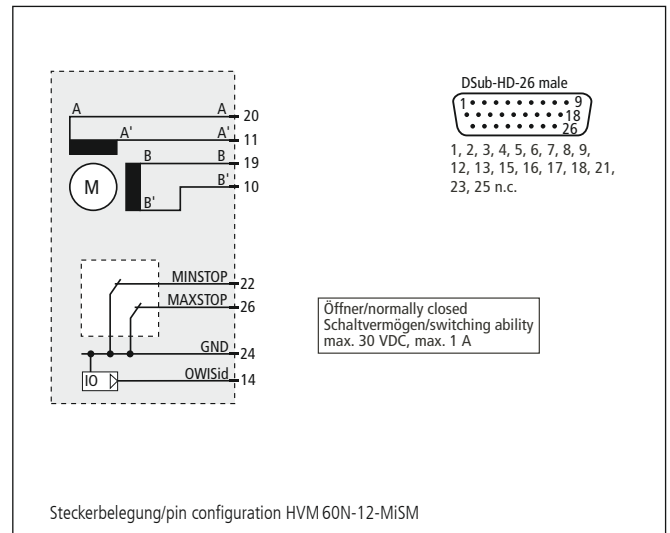 DSub-HD-26 male
1 9
18
26
1, 2, 3, 4, 5, 6, 7, 8, 9,
12, 13, 15, 16, 17, 18, 21,
23, 25 n.c.
A A 20
A' A' 11
B B 19
M
B' 10
B'
MINSTOP 22
MAXSTOP 26
GND 24
IO OWISid 14
Öffner/normally closed
Schaltvermögen/switching ability
max. 30 VDC, max. 1 A
Steckerbelegung/pin configuration HVM 60N-12-MiSM